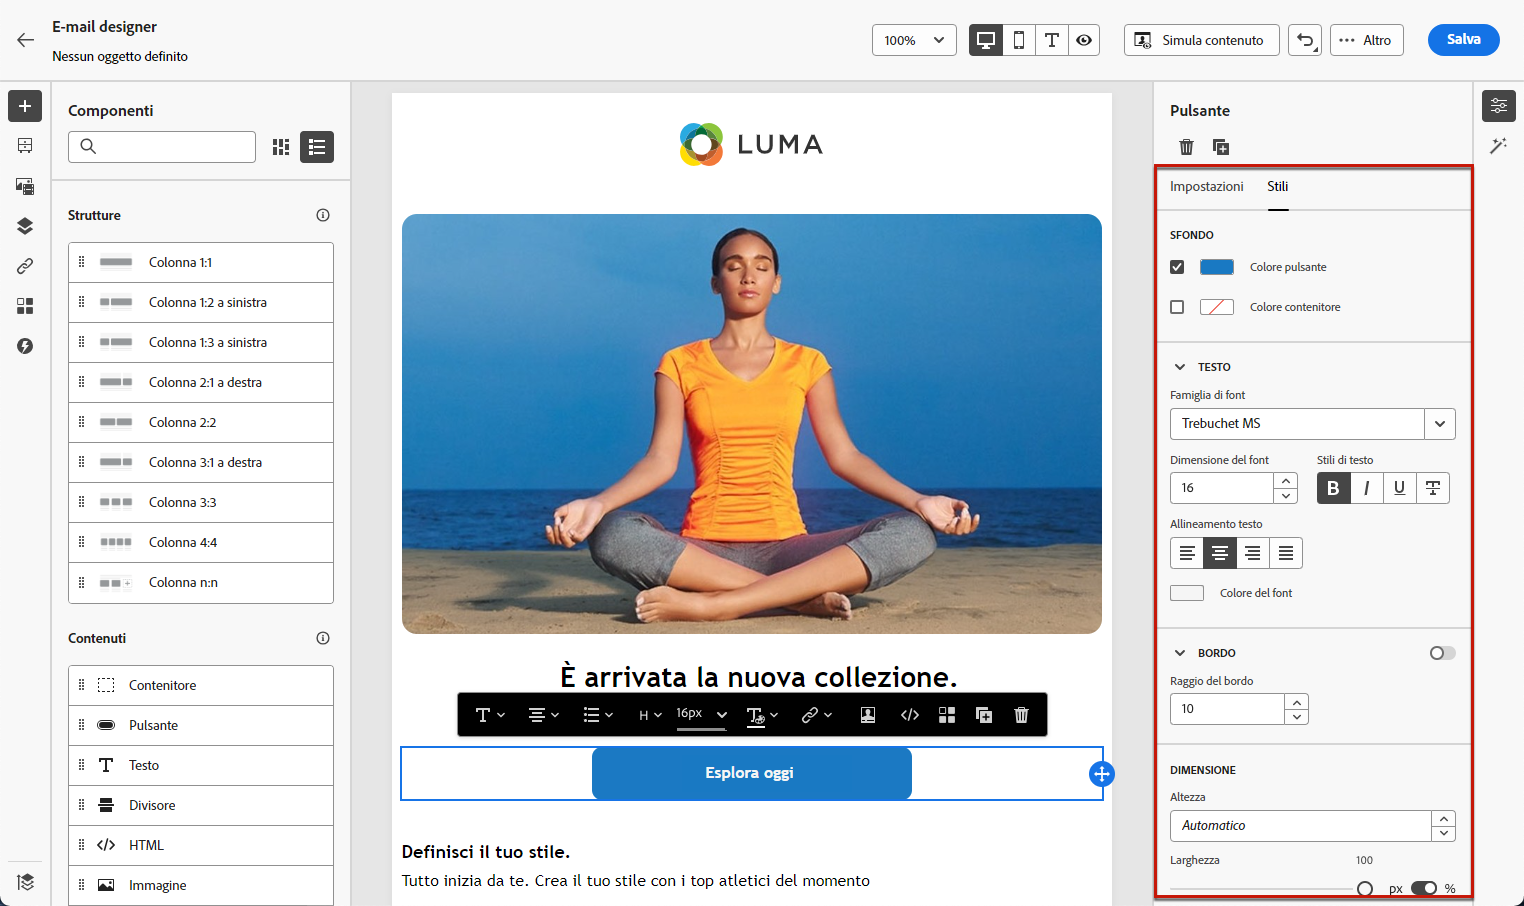 E-mail designer
Nessun oggetto definito
100%
Simula contenuto
Altro
Salva
Componenti
Strutture
Colonna 1:1
Colonna 1:2 a sinistra
Colonna 1:3 a sinistra
Colonna 2:1 a destra
Colonna 2:2
Colonna 3:1 a destra
Colonna 3:3
Colonna 4:4
Colonna n:n
Contenuti
Contenitore
Pulsante
Testo
Divisore
HTML
Immagine
LUMA
È arrivata la nuova collezione.
H
16px
Esplora oggi
Definisci il tuo stile.
Tutto inizia da te. Crea il tuo stile con i top atletici del momento
Pulsante
Impostazioni
Stili
SFONDO
Colore pulsante
Colore contenitore
TESTO
Famiglia di font
Trebuchet MS
Dimensione del font
Stili di testo
16
B I U T
Allineamento testo
Colore del font
BORDO
Raggio del bordo
10
DIMENSIONE
Altezza
Automatico
Larghezza
100
px
%